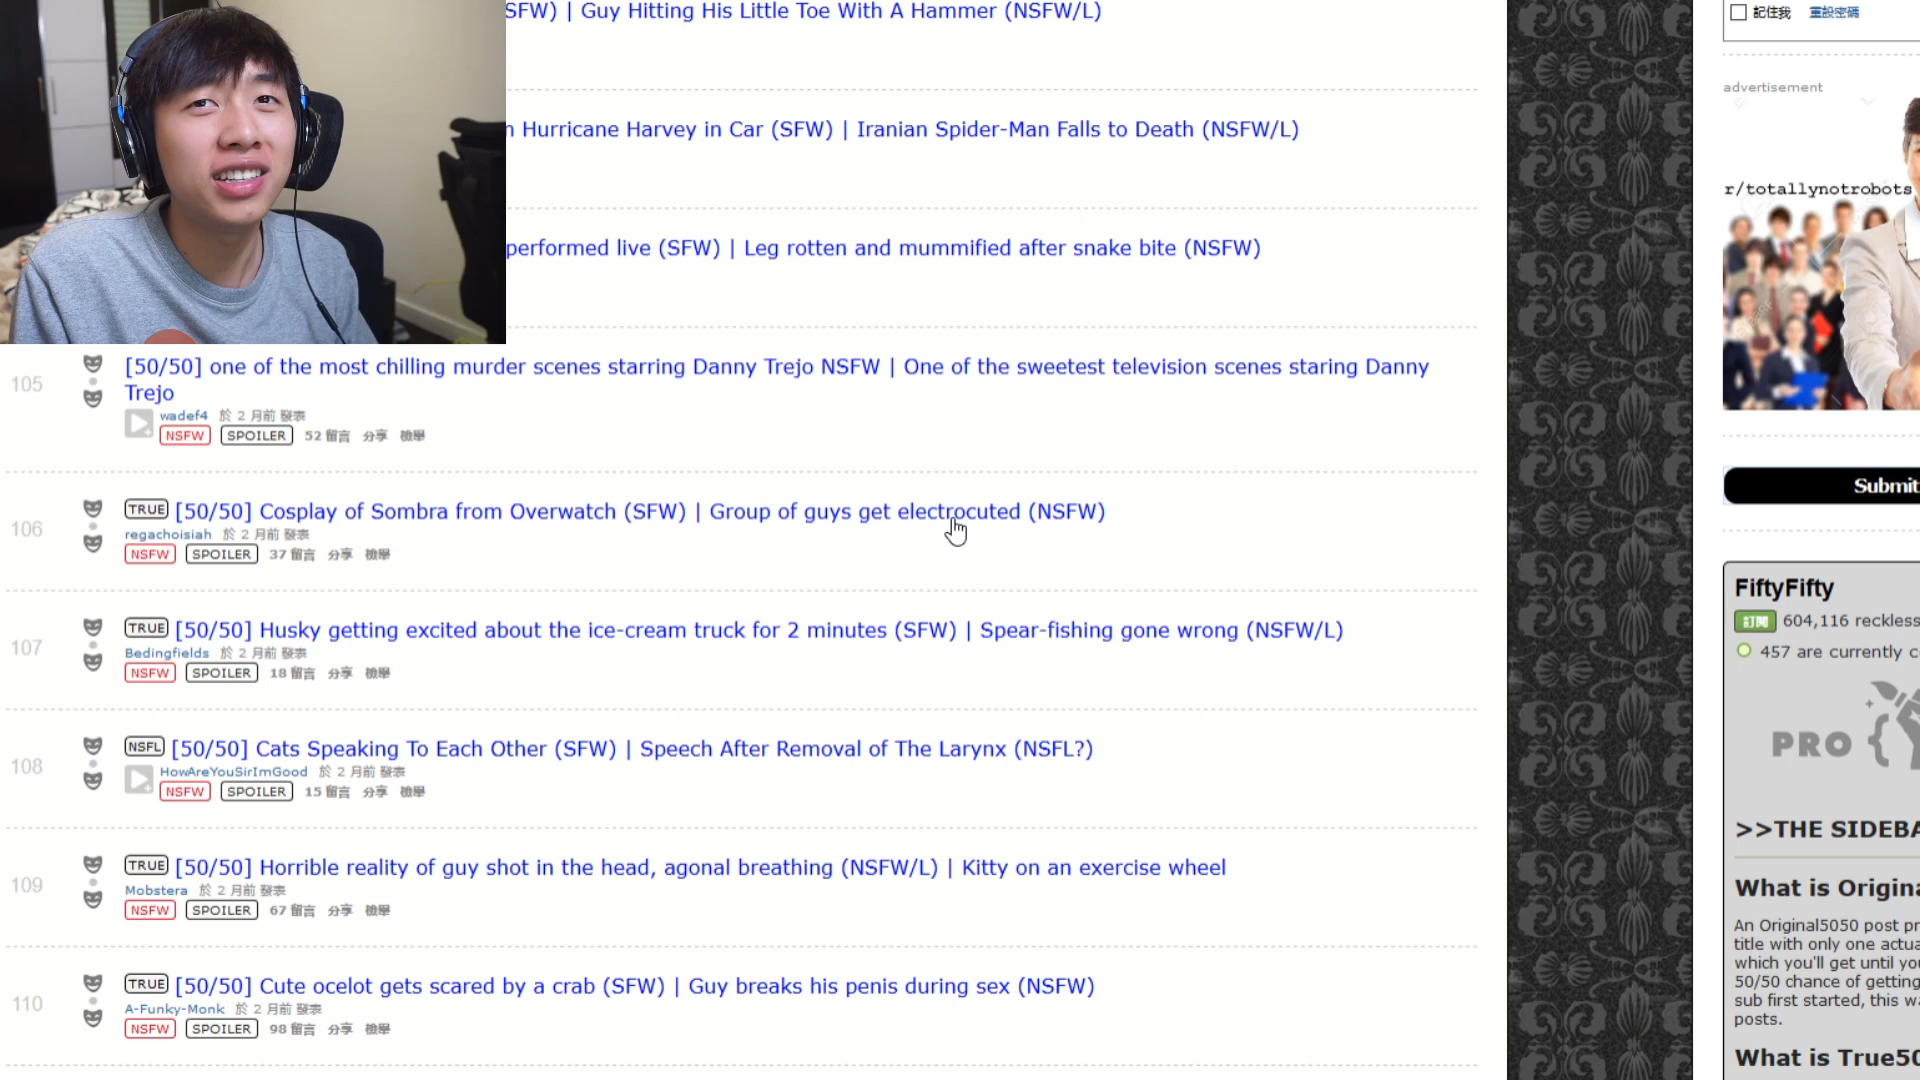 SFW) | Guy Hitting His Little Toe With A Hammer (NSFW/L)
Hurricane Harvey in Car (SFW) | Iranian Spider-Man Falls to Death (NSFW/L)
performed live (SFW) | Leg rotten and mummified after snake bite (NSFW)
105
[50/50] one of the most chilling murder scenes starring Danny Trejo NSFW | One of the sweetest television scenes staring Danny
Trejo
wadef4 於 2 月前 發表
NSFW SPOILER 52 留言 分享 檢舉
106
TRUE [50/50] Cosplay of Sombra from Overwatch (SFW) | Group of guys get electrocuted (NSFW)
regachoisiah 於 2 月前 發表
NSFW SPOILER 37 留言 分享 檢舉
107
TRUE [50/50] Husky getting excited about the ice-cream truck for 2 minutes (SFW) | Spear-fishing gone wrong (NSFW/L)
Bedingfields 於 2 月前 發表
NSFW SPOILER 18 留言 分享 檢舉
108
NSFL [50/50] Cats Speaking To Each Other (SFW) | Speech After Removal of The Larynx (NSFL?)
HowAreYouSirImGood 於 2 月前 發表
NSFW SPOILER 15 留言 分享 檢舉
109
TRUE [50/50] Horrible reality of guy shot in the head, agonal breathing (NSFW/L) | Kitty on an exercise wheel
Mobstera 於 2 月前 發表
NSFW SPOILER 67 留言 分享 檢舉
110
TRUE [50/50] Cute ocelot gets scared by a crab (SFW) | Guy breaks his penis during sex (NSFW)
A-Funky-Monk 於 2 月前 發表
NSFW SPOILER 98 留言 分享 檢舉
記住我 重設密碼
advertisement
r/totallynotrobots
Submit
FiftyFifty
訂閱 604,116 reckless
457 are currently c
PRO {
>>THE SIDEBA
What is Origina
An Original5050 post pr
title with only one actua
which you'll get until you
50/50 chance of getting
sub first started, this wa
posts.
What is True50